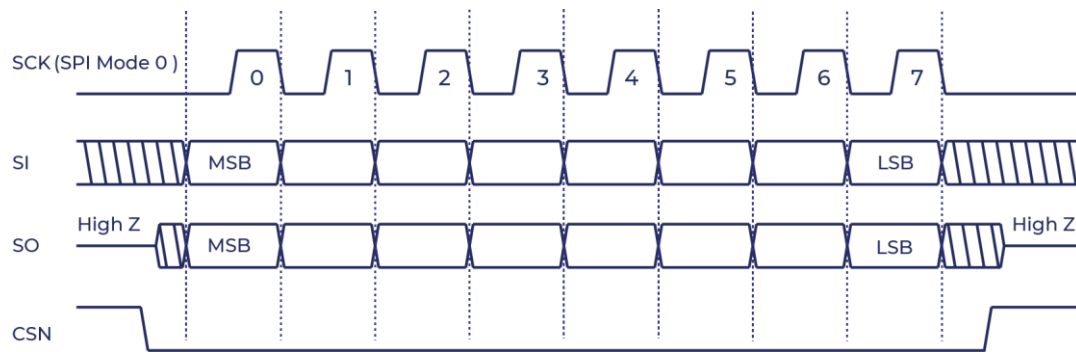 SCK (SPI Mode 0 )
0 1 2 3 4 5 6 7
SI
MSB LSB
High Z High Z
SO
MSB LSB
CSN